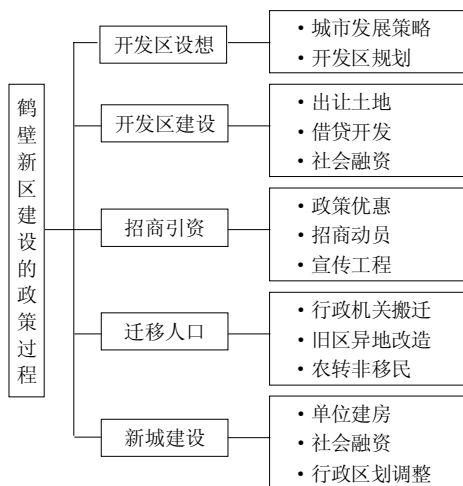 鹤壁新区建设的政策过程
开发区设想
·城市发展策略
·开发区规划
开发区建设
·出让土地
·借贷开发
·社会融资
招商引资
·政策优惠
·招商动员
·宣传工程
迁移人口
·行政机关搬迁
·旧区异地改造
·农转非移民
新城建设
·单位建房
·社会融资
·行政区划调整